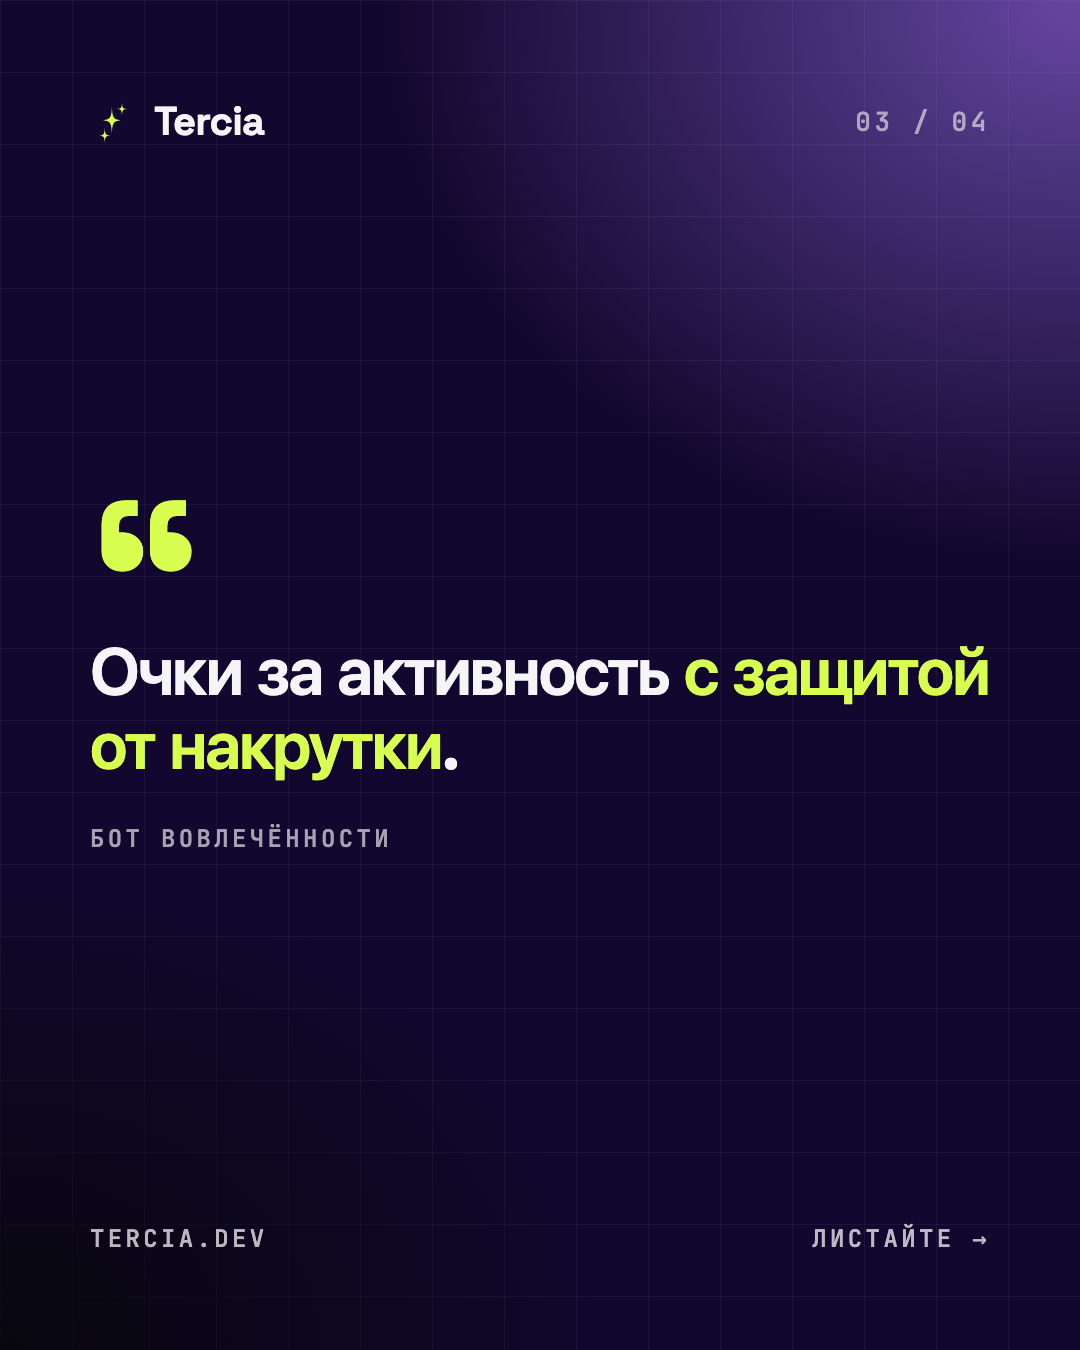 Tercia
03 / 04
“
Очки за активность с защитой
от накрутки.
БОТ ВОВЛЕЧЁННОСТИ
TERCIA.DEV
ЛИСТАЙТЕ →